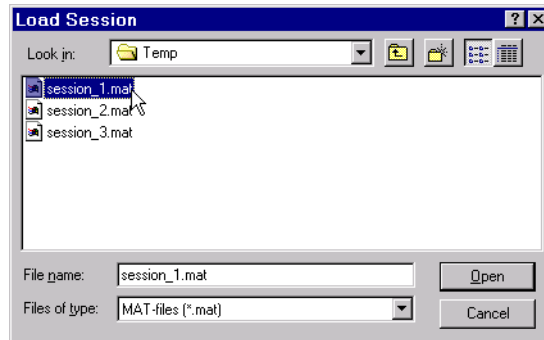 Load Session
Look in: Temp
session_1.mat
session_2.mat
session_3.mat
File name: session_1.mat Open
Files of type: MAT-files (*.mat) Cancel